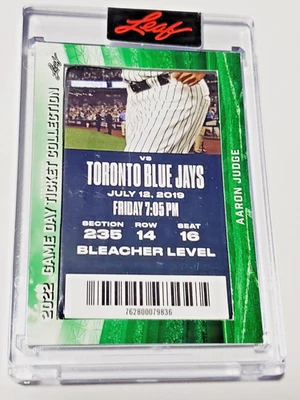 Leaf
Leaf
2022 GAME DAY TICKET COLLECTION
VS
TORONTO BLUE JAYS
JULY 12, 2019
FRIDAY 7:05 PM
SECTION ROW SEAT
235 14 16
BLEACHER LEVEL
762800079836
AARON JUDGE